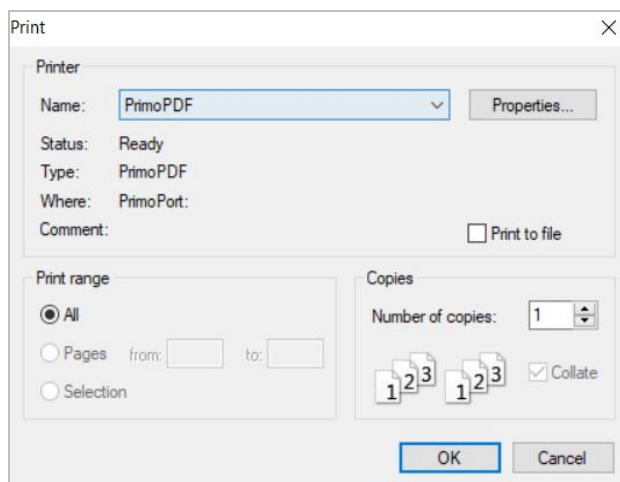 Print
Printer
Name: PrimoPDF Properties...
Status: Ready
Type: PrimoPDF
Where: PrimoPort:
Comment: Print to file
Print range
All
Pages from: to:
Selection
Copies
Number of copies: 1
1 2 3 1 2 3 Collate
OK Cancel